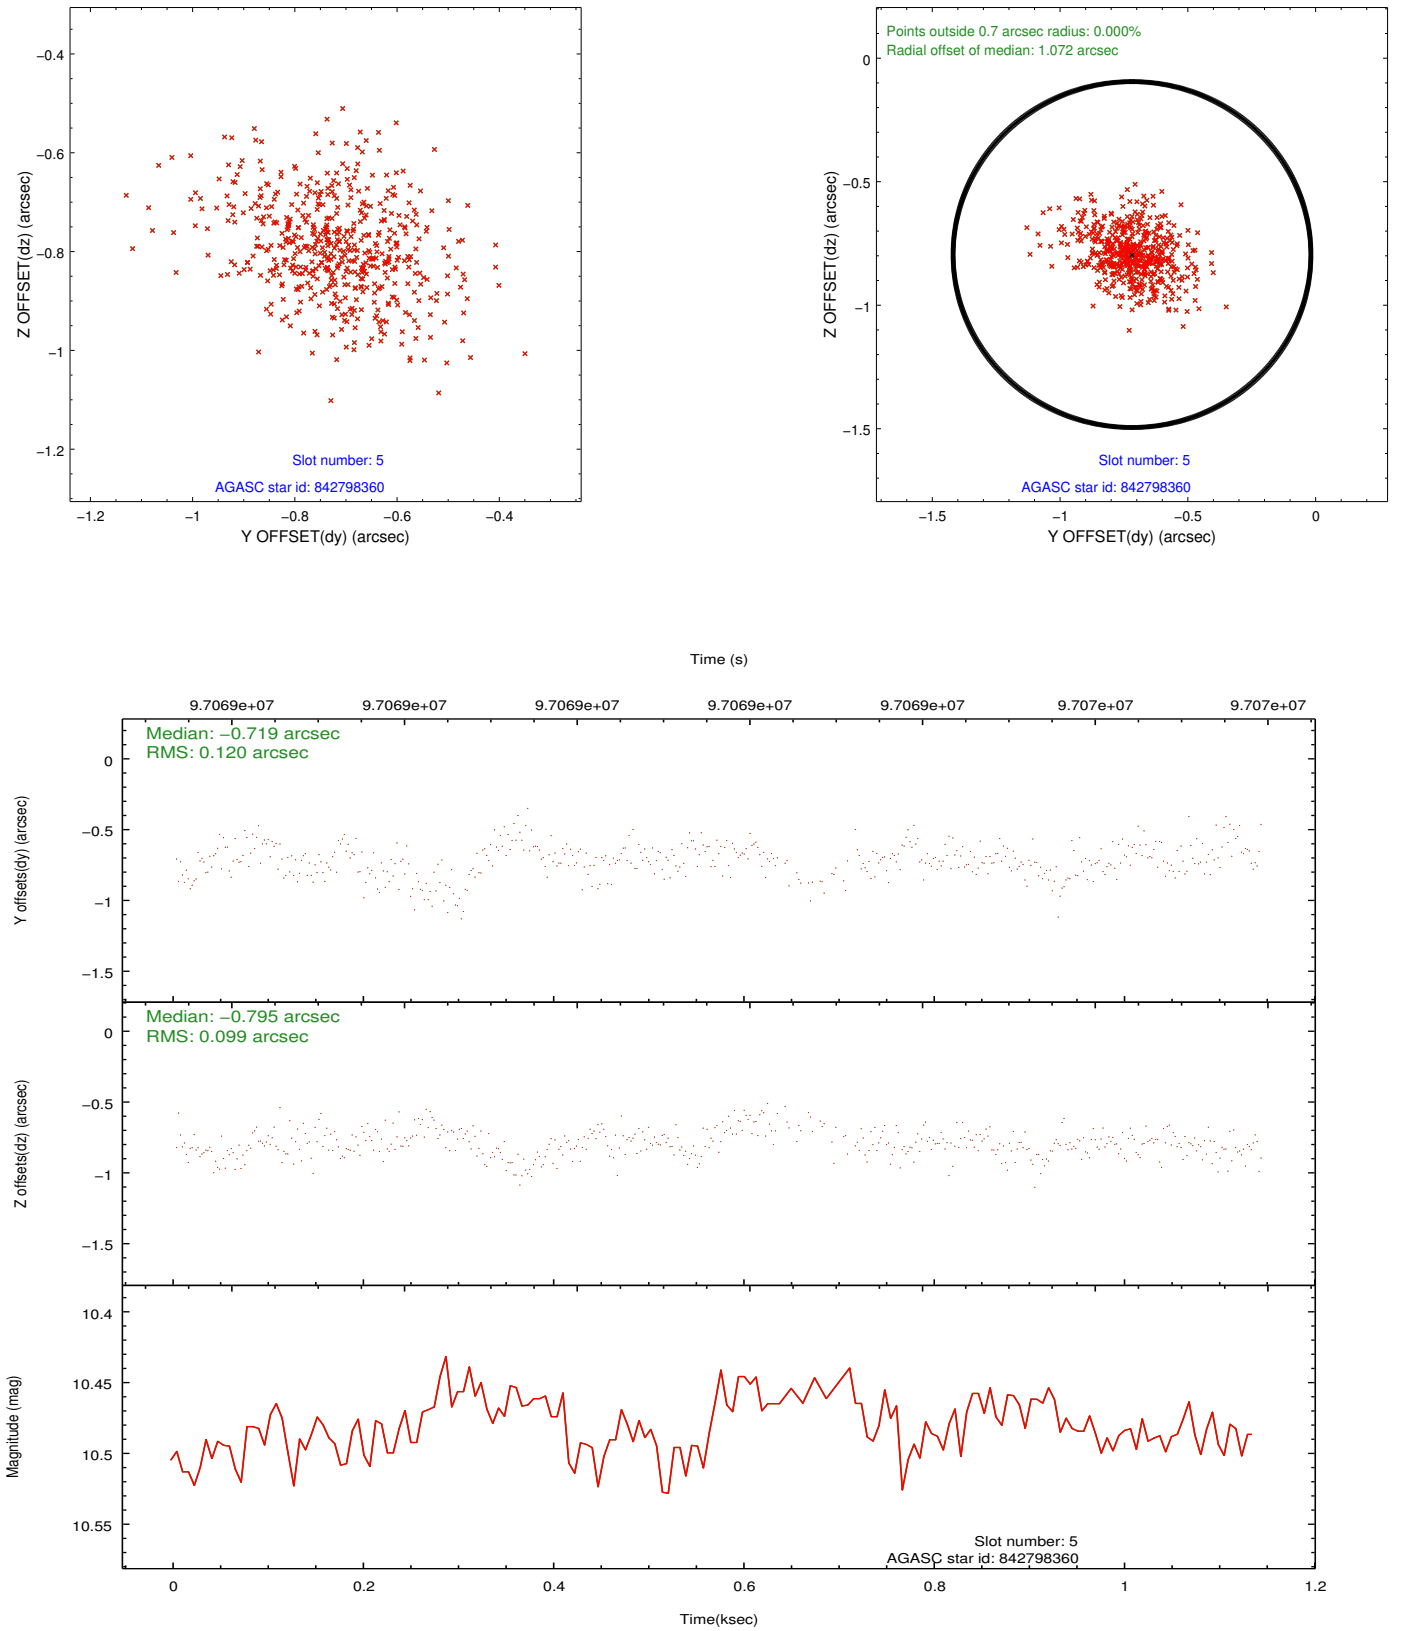 −0.4
−0.6
−0.8
−1
−1.2
Z OFFSET(dz) (arcsec)
Slot number: 5
AGASC star id: 842798360
−1.2 −1 −0.8 −0.6 −0.4
Y OFFSET(dy) (arcsec)
Points outside 0.7 arcsec radius: 0.000%
Radial offset of median: 1.072 arcsec
0
−0.5
−1
−1.5
Z OFFSET(dz) (arcsec)
Slot number: 5
AGASC star id: 842798360
−1.5 −1 −0.5 0
Y OFFSET(dy) (arcsec)
Time (s)
9.7069e+07 9.7069e+07 9.7069e+07 9.7069e+07 9.7069e+07 9.707e+07 9.707e+07
Median: −0.719 arcsec
RMS: 0.120 arcsec
0
−0.5
−1
−1.5
Y offsets(dy) (arcsec)
Median: −0.795 arcsec
RMS: 0.099 arcsec
0
−0.5
−1
−1.5
Z offsets(dz) (arcsec)
10.4
10.45
10.5
10.55
Magnitude (mag)
Slot number: 5
AGASC star id: 842798360
0 0.2 0.4 0.6 0.8 1 1.2
Time(ksec)